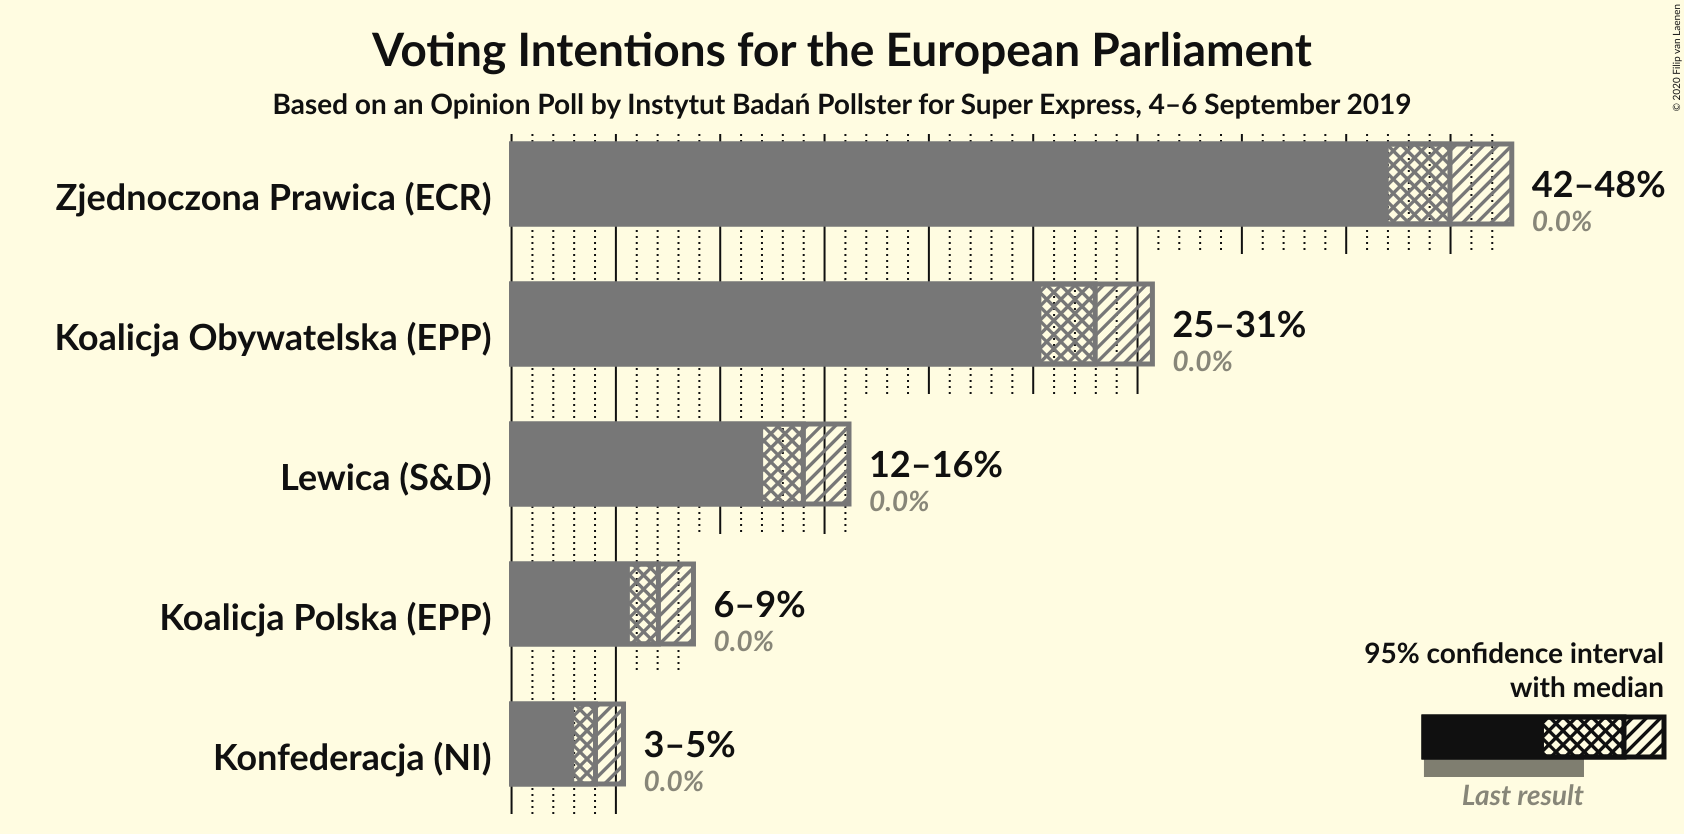 Voting Intentions for the European Parliament
Based on an Opinion Poll by Instytut Badań Pollster for Super Express, 4–6 September 2019
© 2020 Filip van Laenen
Zjednoczona Prawica (ECR)
42–48%
0.0%
Koalicja Obywatelska (EPP)
25–31%
0.0%
Lewica (S&D)
12–16%
0.0%
Koalicja Polska (EPP)
6–9%
0.0%
Konfederacja (NI)
3–5%
0.0%
95% confidence interval
with median
Last result